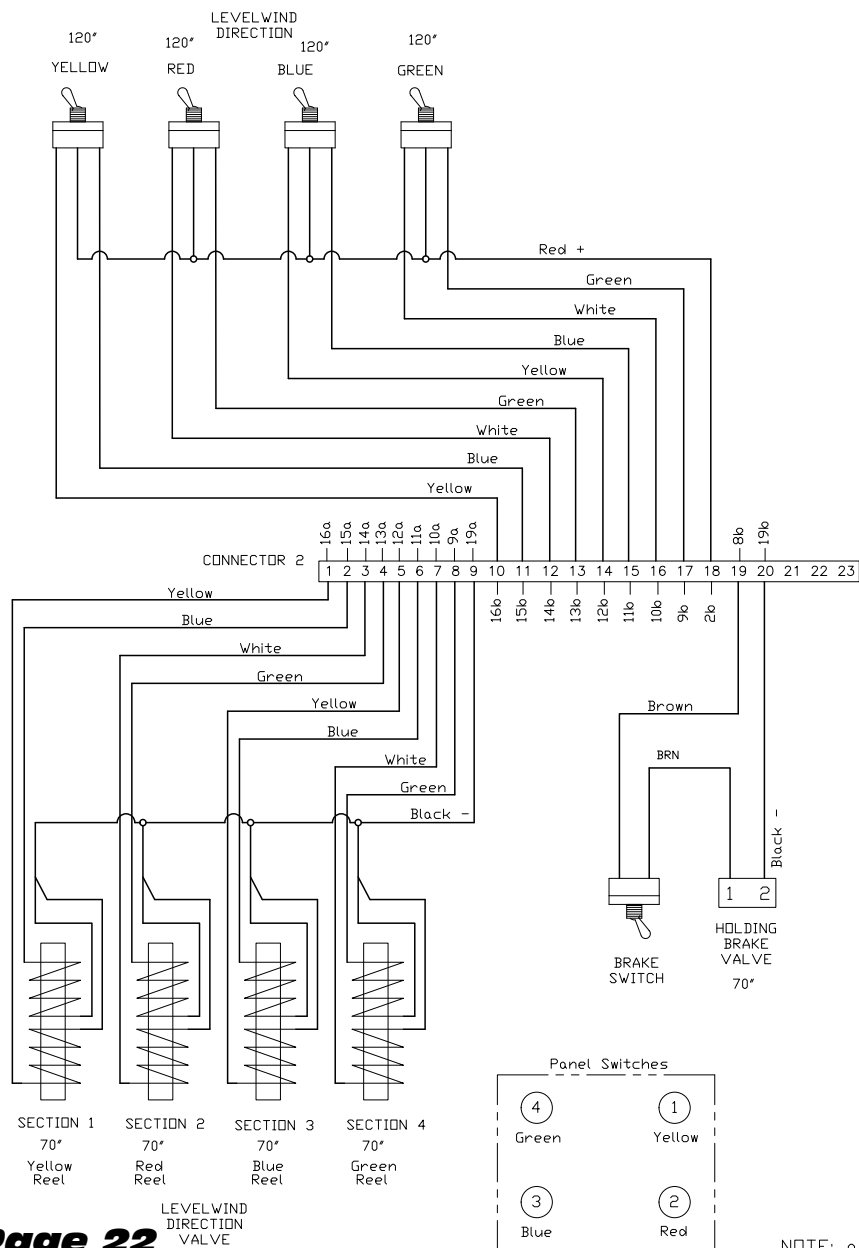 LEVELWIND
DIRECTION
120"
120"
120"
120"
YELLOW
RED
BLUE
GREEN
Red +
Green
White
Blue
Yellow
Green
White
Blue
Yellow
16a
15a
14a
13a
12a
11a
10a
9a
19a
8b
19b
CONNECTOR 2
1 2 3 4 5 6 7 8 9 10 11 12 13 14 15 16 17 18 19 20 21 22 23
16b
15b
14b
13b
12b
11b
10b
9b
2b
Yellow
Blue
White
Green
Yellow
Blue
White
Green
Black -
Brown
BRN
Black -
1 2
HOLDING
BRAKE
VALVE
70"
BRAKE
SWITCH
SECTION 1
70"
Yellow
Reel
SECTION 2
70"
Red
Reel
SECTION 3
70"
Blue
Reel
SECTION 4
70"
Green
Reel
LEVELWIND
DIRECTION
VALVE
Panel Switches
4
Green
1
Yellow
3
Blue
2
Red
Page 22
NOTE: